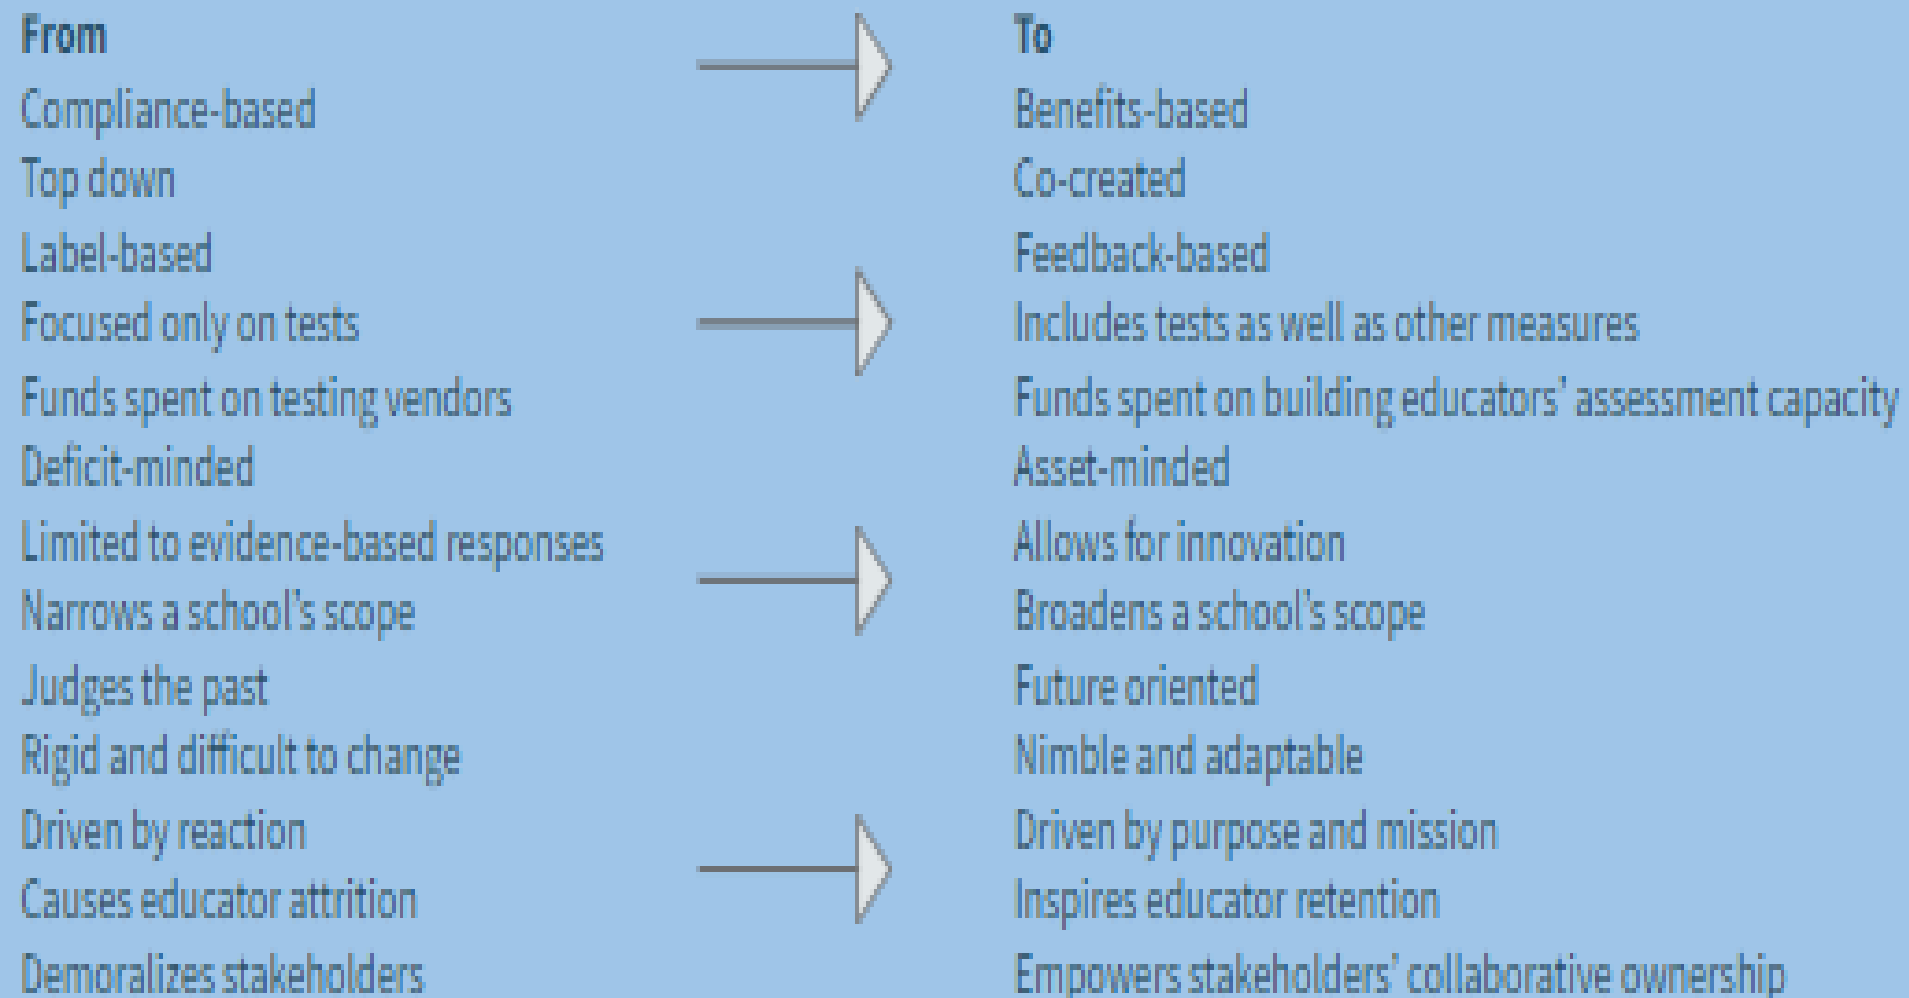 From To
Compliance-based Benefits-based
Top down Co-created
Label-based Feedback-based
Focused only on tests Includes tests as well as other measures
Funds spent on testing vendors Funds spent on building educators’ assessment capacity
Deficit-minded Asset-minded
Limited to evidence-based responses Allows for innovation
Narrows a school’s scope Broadens a school’s scope
Judges the past Future oriented
Rigid and difficult to change Nimble and adaptable
Driven by reaction Driven by purpose and mission
Causes educator attrition Inspires educator retention
Demoralizes stakeholders Empowers stakeholders’ collaborative ownership